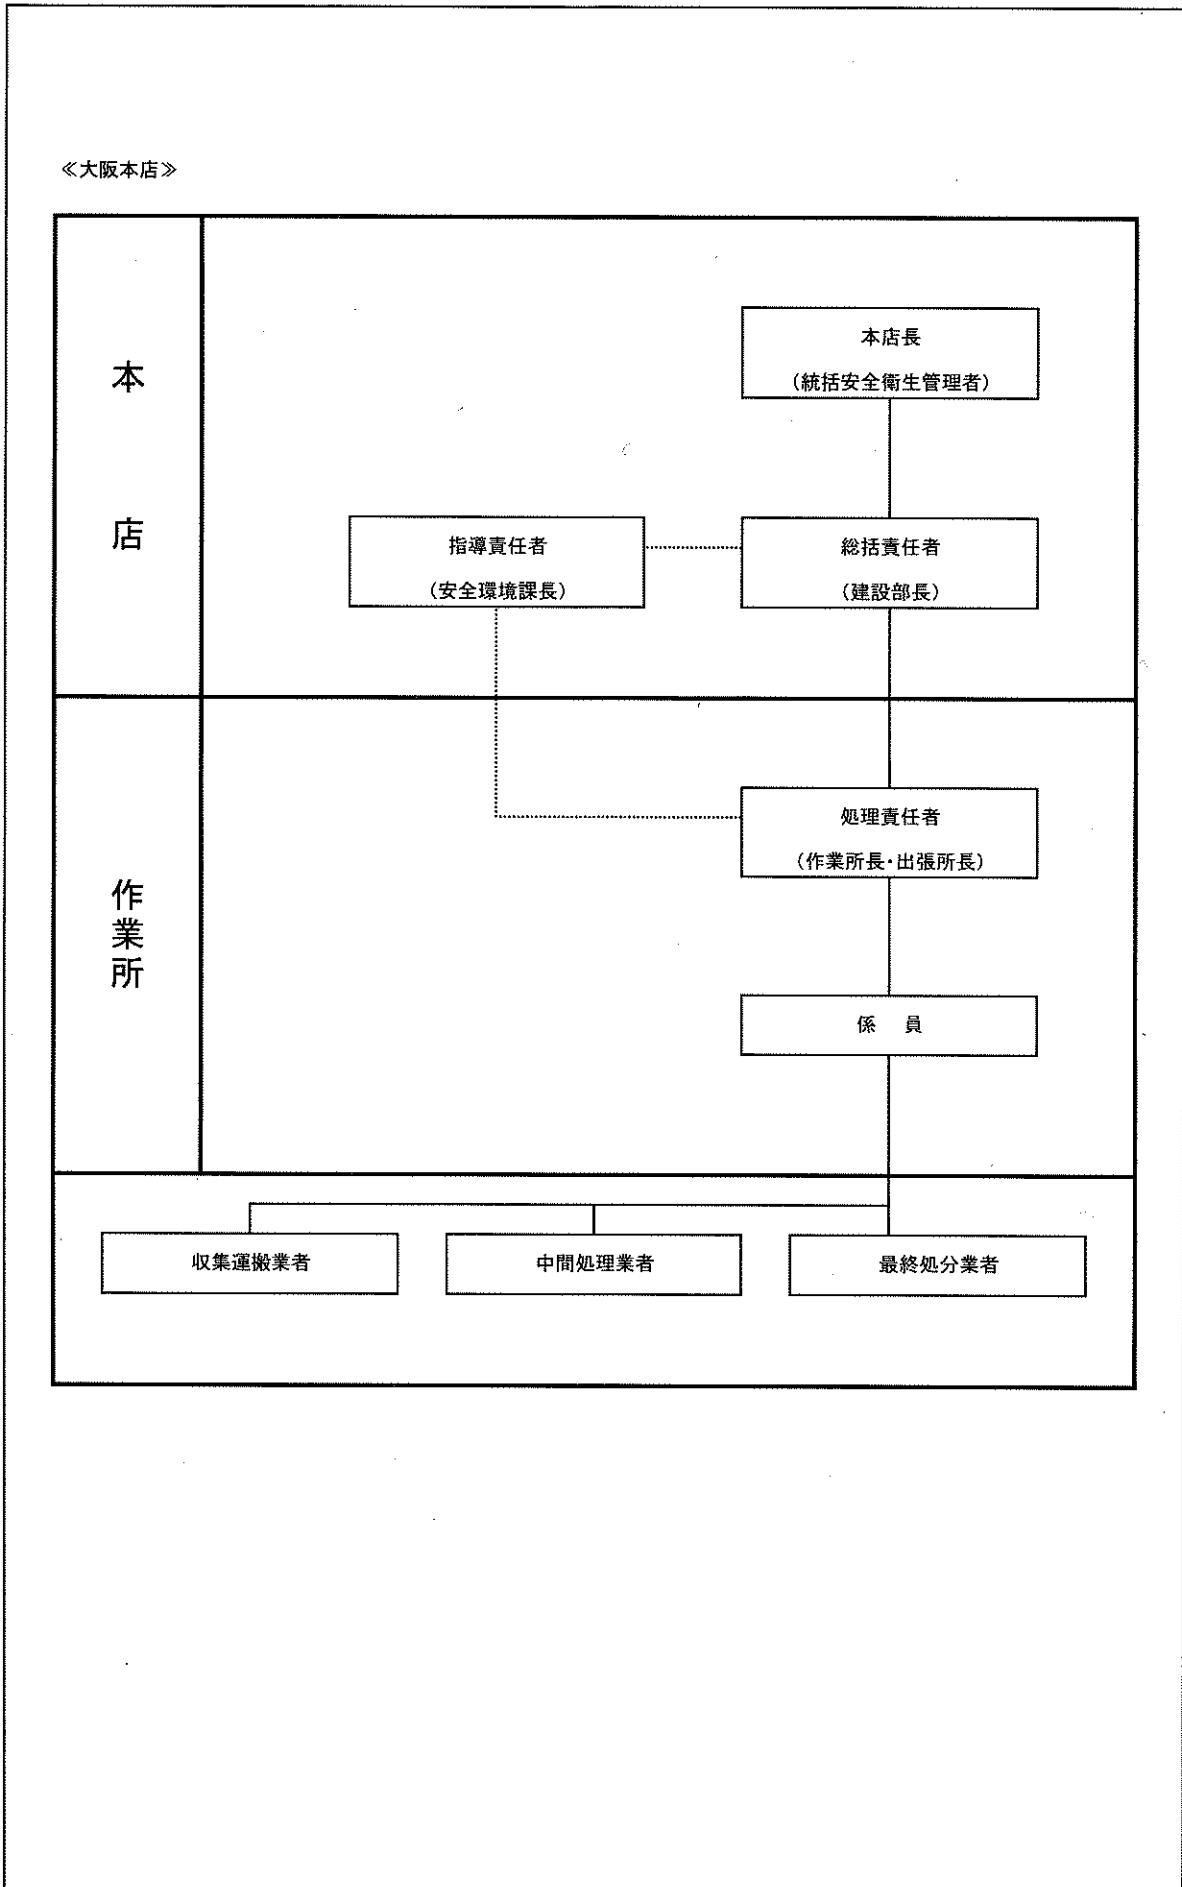 ≪大阪本店≫
本店
本店長
(統括安全衛生管理者)
指導責任者
(安全環境課長)
総括責任者
(建設部長)
作業所
処理責任者
(作業所長・出張所長)
係 員
収集運搬業者
中間処理業者
最終処分業者